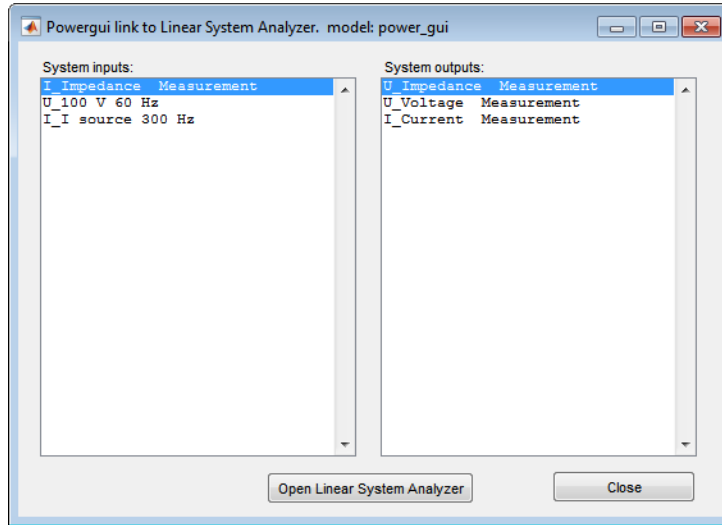 Powergui link to Linear System Analyzer. model: power_gui
System inputs:
I_Impedance  Measurement
U_100 V 60 Hz
I_I source 300 Hz
System outputs:
U_Impedance  Measurement
U_Voltage  Measurement
I_Current  Measurement
Open Linear System Analyzer
Close